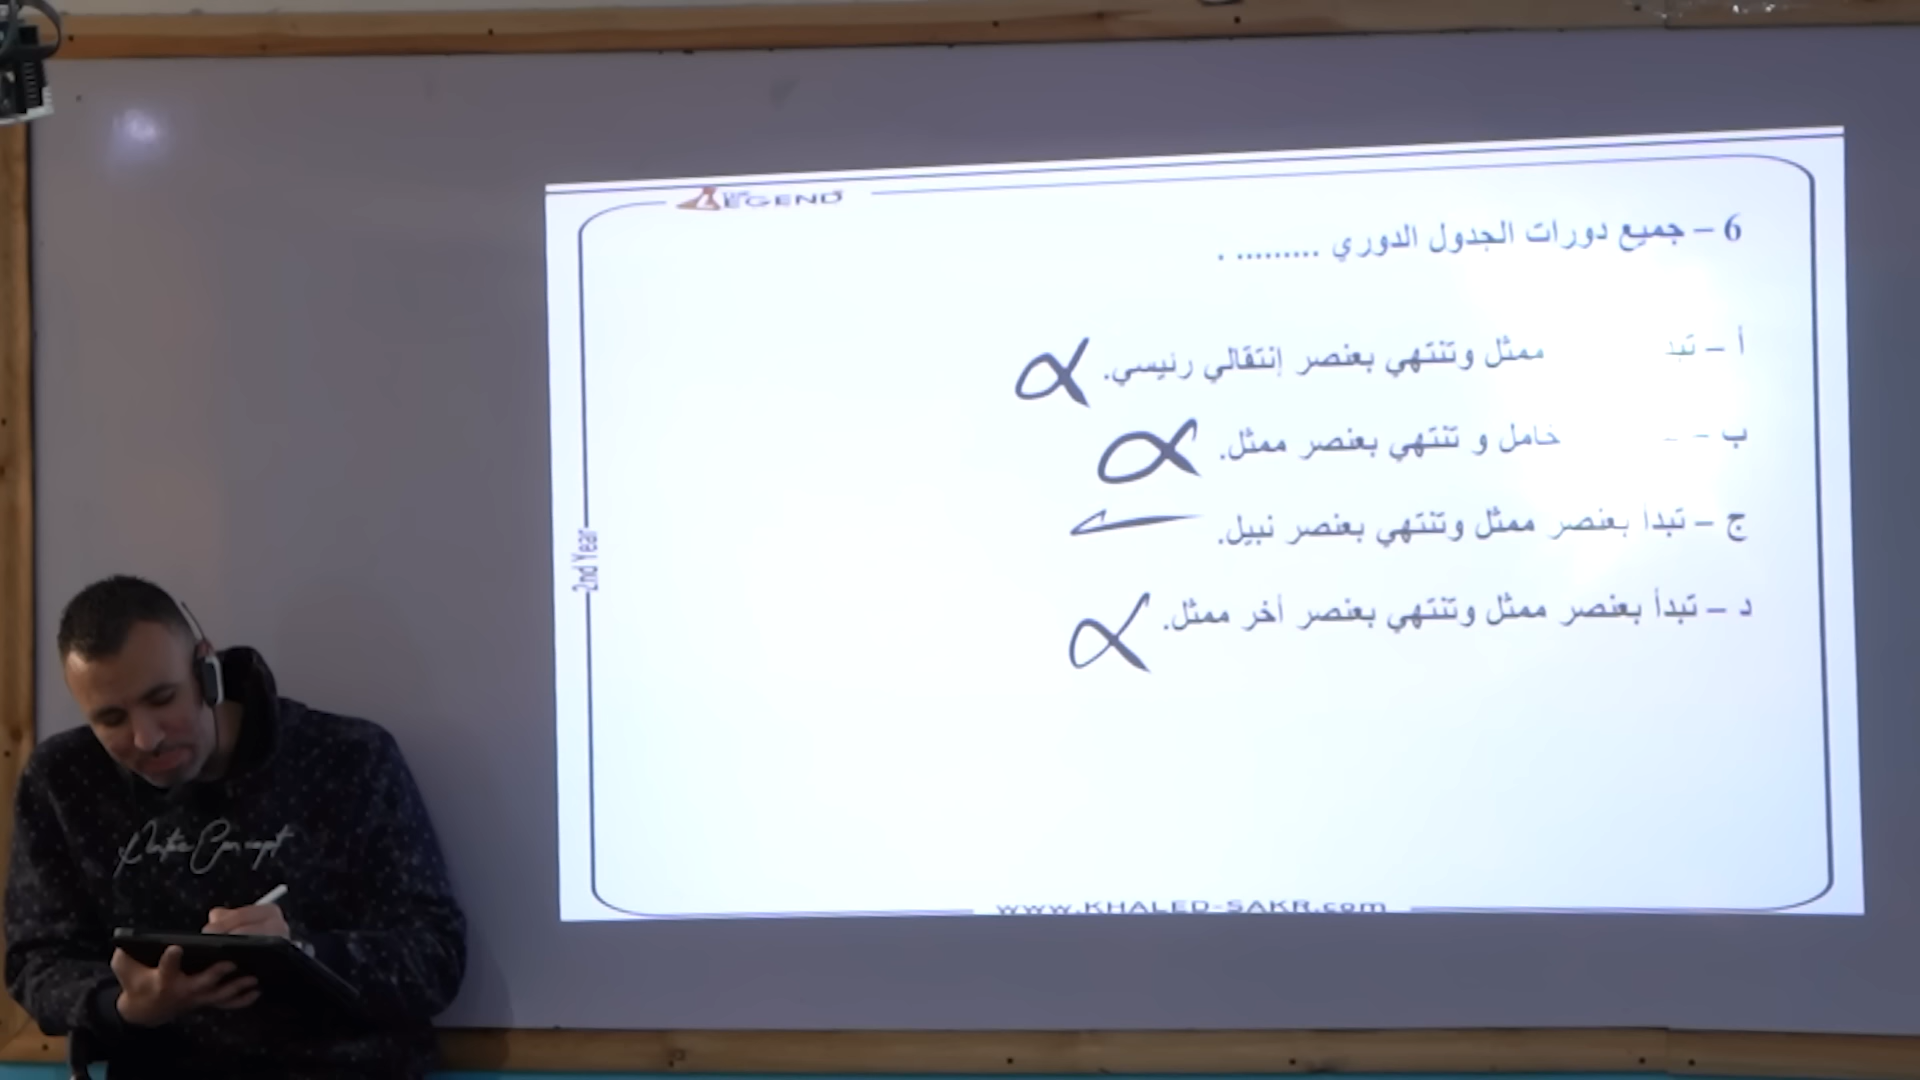 LEGEND
6 – جميع دورات الجدول الدوري ......... .
أ – تبد ممثل وتنتهي بعنصر إنتقالي رئيسي.
ب – خامل و تنتهي بعنصر ممثل.
ج – تبدأ بعنصر ممثل وتنتهي بعنصر نبيل.
د – تبدأ بعنصر ممثل وتنتهي بعنصر أخر ممثل.
2nd Year
www.KHALED-SAKR.com